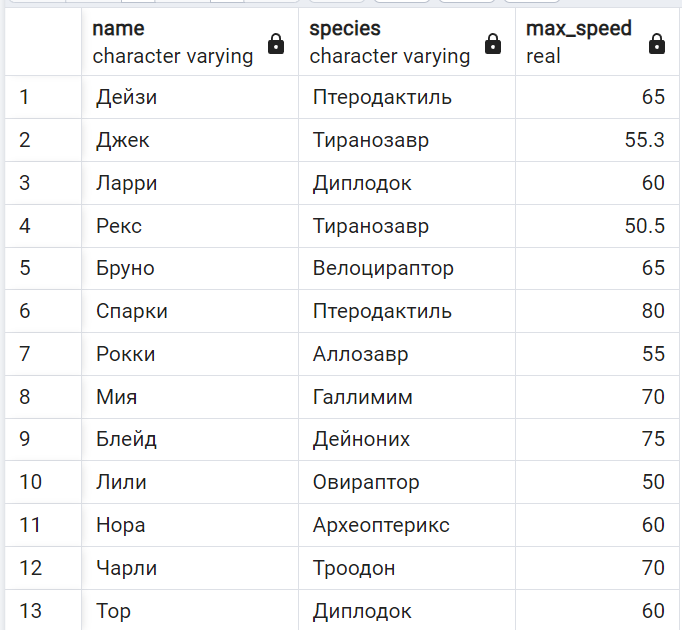 name species max_speed
character varying character varying real
1 Дейзи Птеродактиль 65
2 Джек Тиранозавр 55.3
3 Ларри Диплодок 60
4 Рекс Тиранозавр 50.5
5 Бруно Велоцираптор 65
6 Спарки Птеродактиль 80
7 Рокки Аллозавр 55
8 Мия Галлимим 70
9 Блейд Дейноних 75
10 Лили Овираптор 50
11 Нора Археоптерикс 60
12 Чарли Троодон 70
13 Тор Диплодок 60